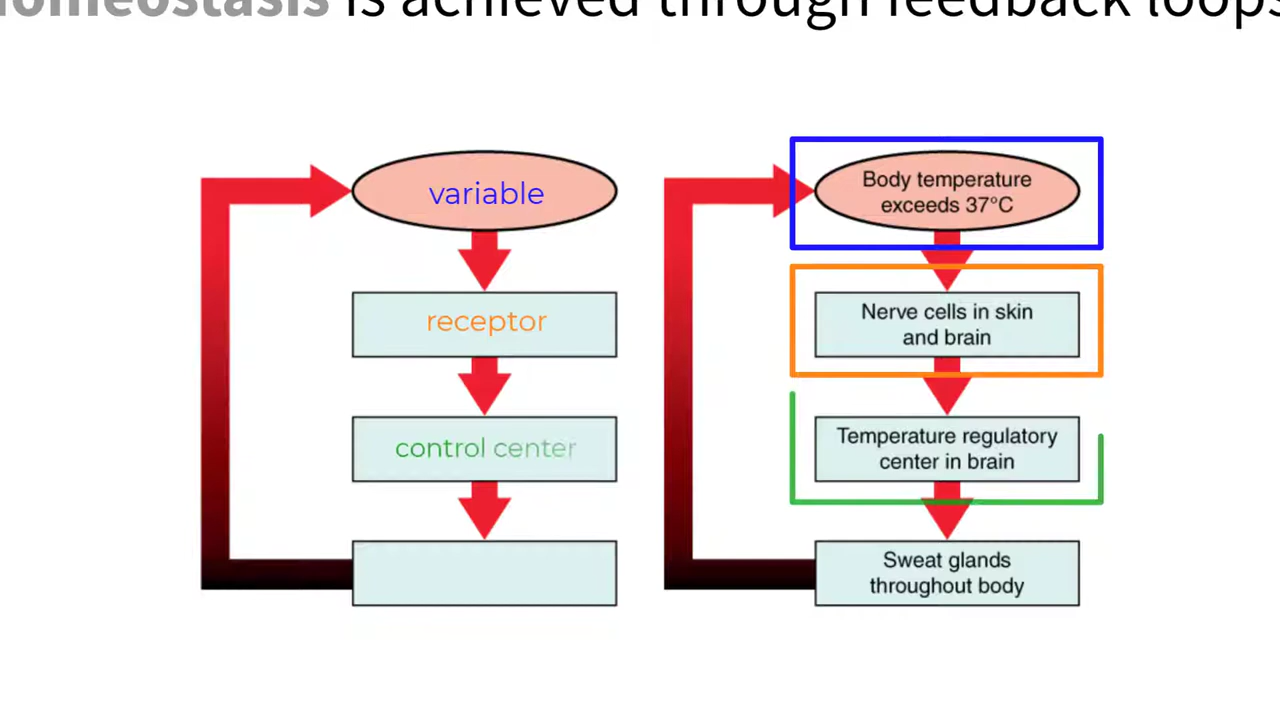 homeostasis is achieved through feedback loops
variable
receptor
control center
Body temperature
exceeds 37°C
Nerve cells in skin
and brain
Temperature regulatory
center in brain
Sweat glands
throughout body